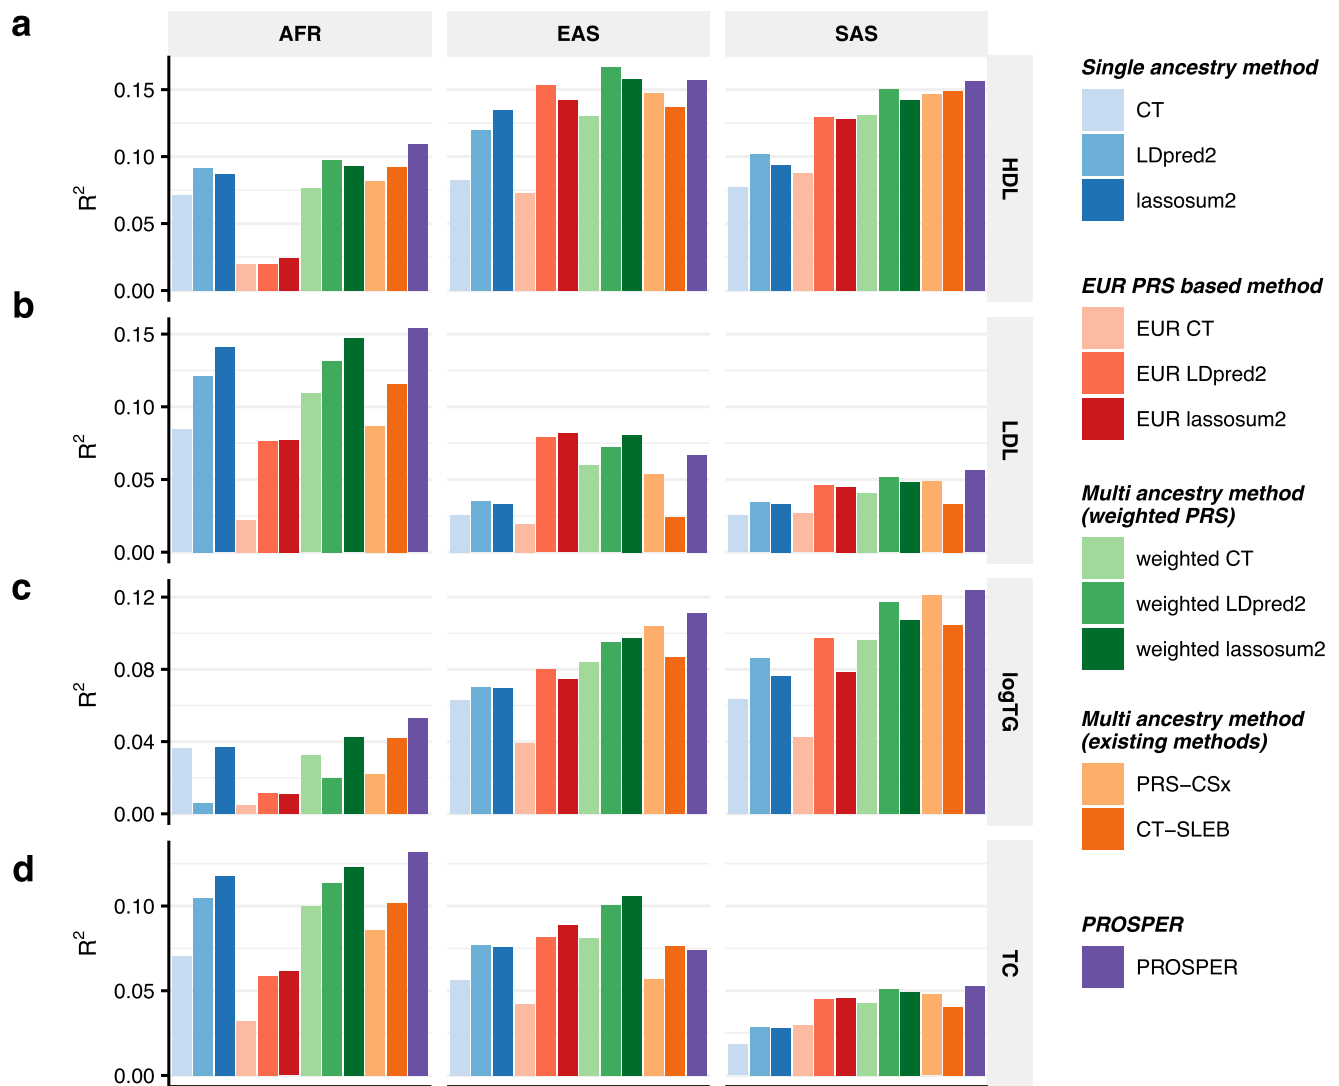 a
AFR
EAS
SAS
0.15
0.10
0.05
0.00
R2
HDL
b
0.15
0.10
0.05
0.00
R2
LDL
c
0.12
0.08
0.04
0.00
R2
logTG
d
0.10
0.05
0.00
R2
TC
Single ancestry method
CT
LDpred2
lassosum2
EUR PRS based method
EUR CT
EUR LDpred2
EUR lassosum2
Multi ancestry method
(weighted PRS)
weighted CT
weighted LDpred2
weighted lassosum2
Multi ancestry method
(existing methods)
PRS−CSx
CT−SLEB
PROSPER
PROSPER